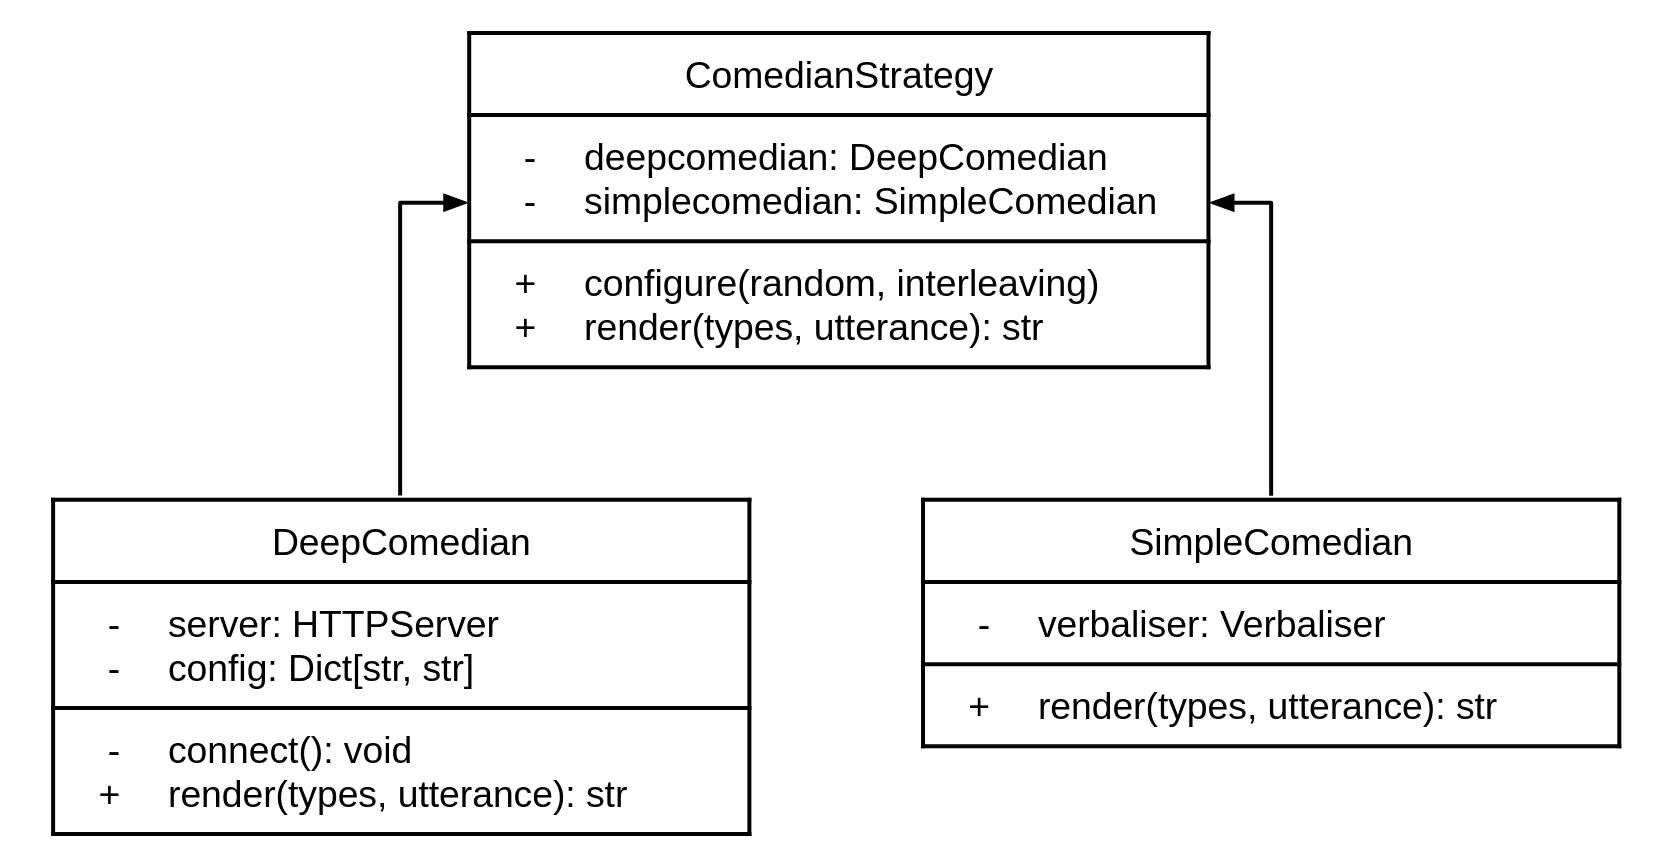 ComedianStrategy
- deepcomedian: DeepComedian
- simplecomedian: SimpleComedian
+ configure(random, interleaving)
+ render(types, utterance): str
DeepComedian
- server: HTTPServer
- config: Dict[str, str]
- connect(): void
+ render(types, utterance): str
SimpleComedian
- verbaliser: Verbaliser
+ render(types, utterance): str